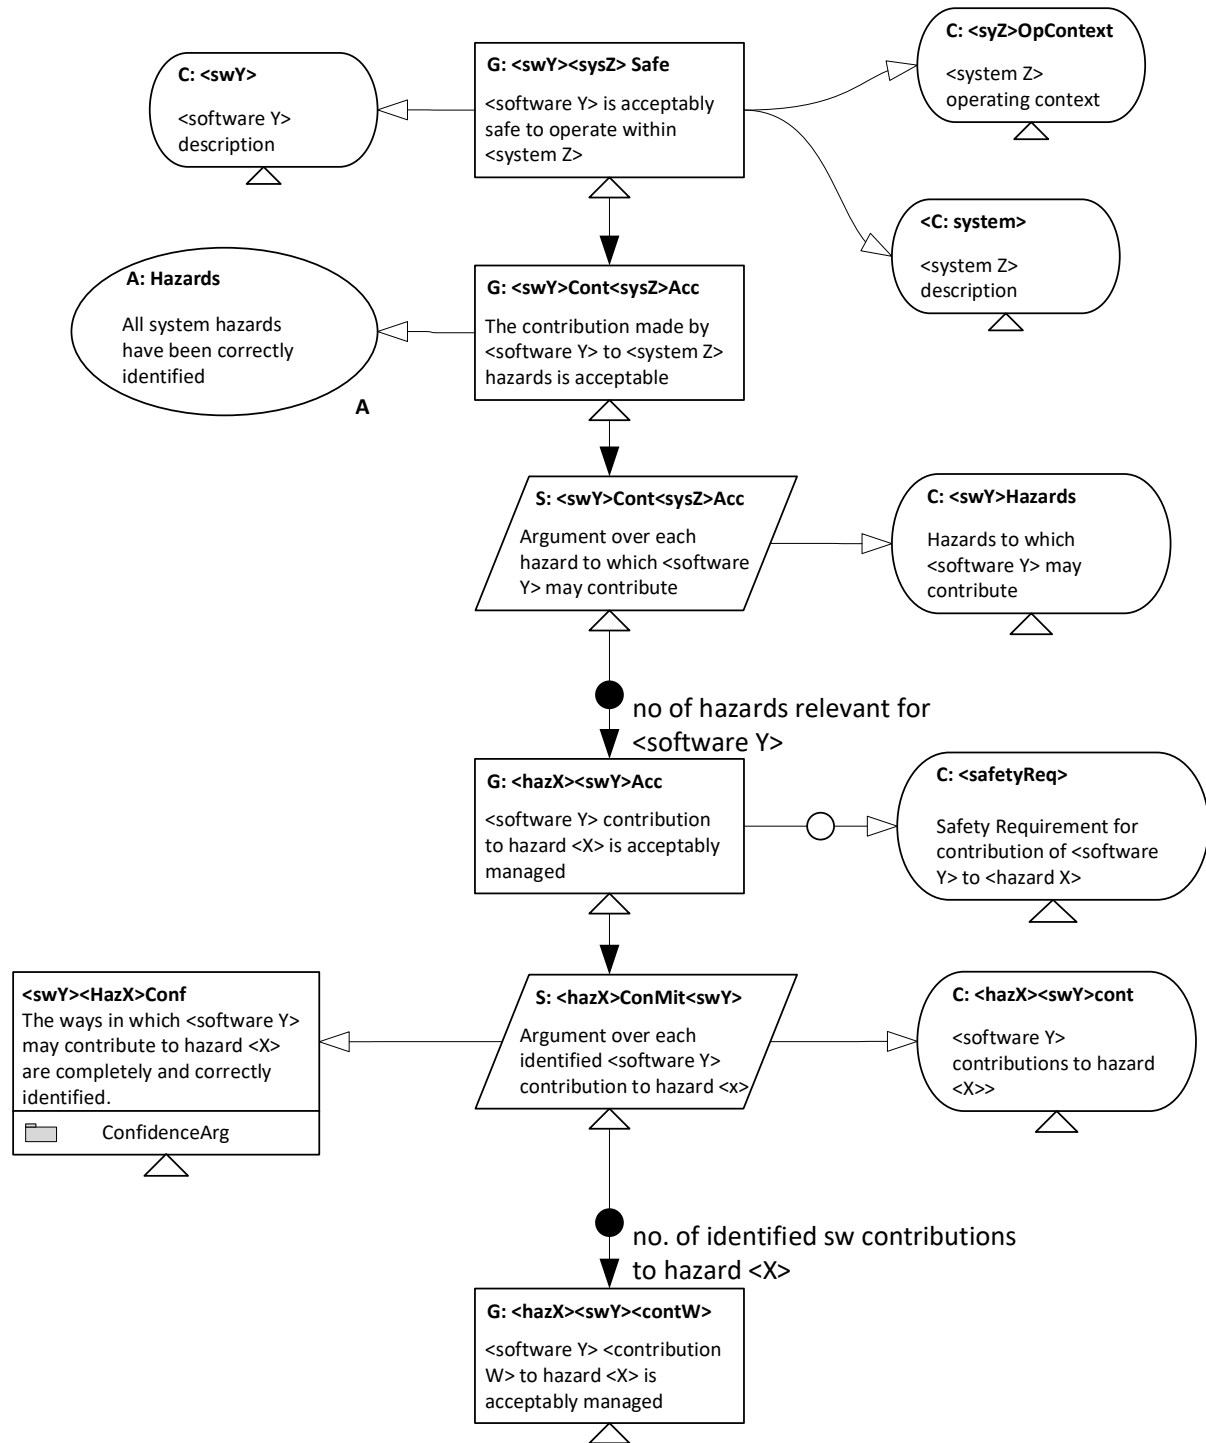 C: <swY>
<software Y>
description
G: <swY><sysZ> Safe
<software Y> is acceptably
safe to operate within
<system Z>
C: <syZ>OpContext
<system Z>
operating context
<C: system>
<system Z>
description
A: Hazards
All system hazards
have been correctly
identified
A
G: <swY>Cont<sysZ>Acc
The contribution made by
<software Y> to <system Z>
hazards is acceptable
S: <swY>Cont<sysZ>Acc
Argument over each
hazard to which <software
Y> may contribute
C: <swY>Hazards
Hazards to which
<software Y> may
contribute
no of hazards relevant for
<software Y>
G: <hazX><swY>Acc
<software Y> contribution
to hazard <X> is acceptably
managed
C: <safetyReq>
Safety Requirement for
contribution of <software
Y> to <hazard X>
<swY><HazX>Conf
The ways in which <software Y>
may contribute to hazard <X>
are completely and correctly
identified.
ConfidenceArg
S: <hazX>ConMit<swY>
Argument over each
identified <software Y>
contribution to hazard <x>
C: <hazX><swY>cont
<software Y>
contributions to hazard
<X>>
no. of identified sw contributions
to hazard <X>
G: <hazX><swY><contW>
<software Y> <contribution
W> to hazard <X> is
acceptably managed